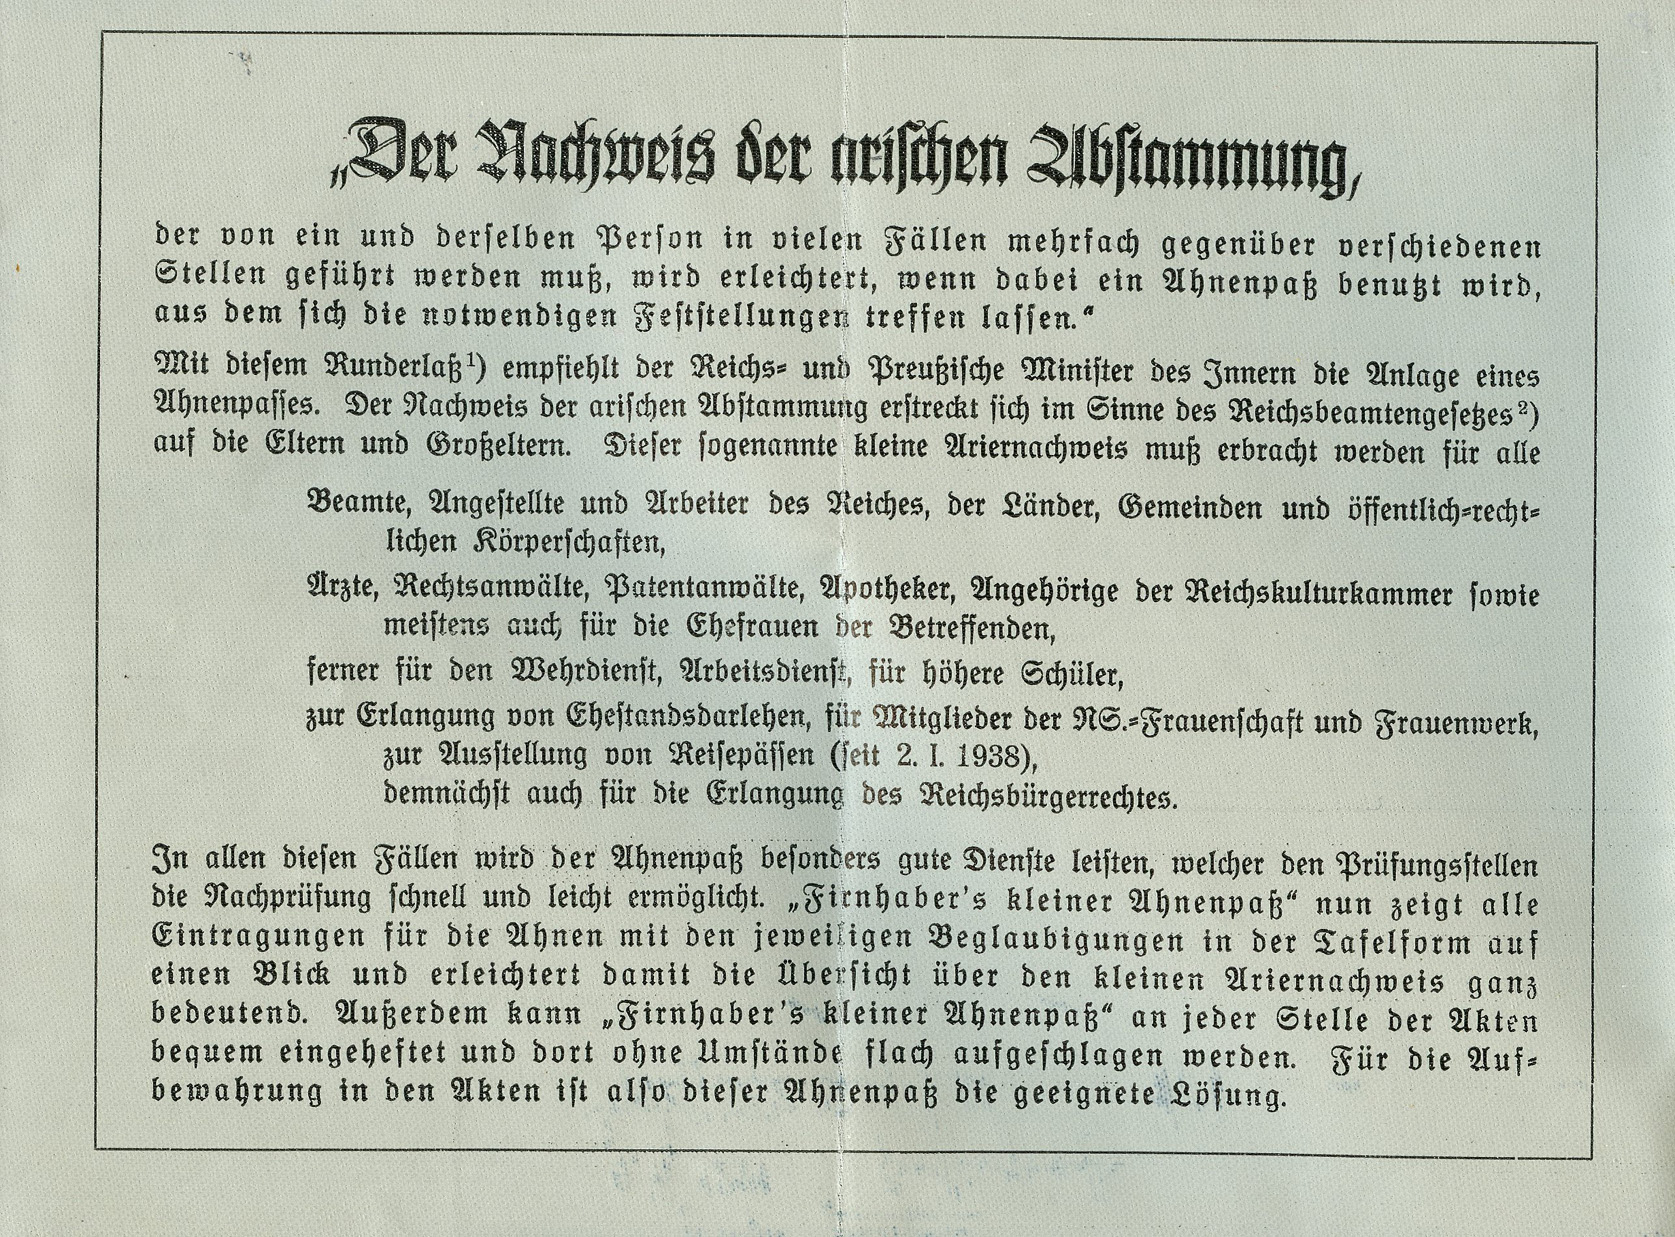 „Der Nachweis der arischen Abstammung,
der von ein und derselben Person in vielen Fällen mehrfach gegenüber verschiedenen
Stellen geführt werden muß, wird erleichtert, wenn dabei ein Ahnenpaß benutzt wird,
aus dem sich die notwendigen Feststellungen treffen lassen.“
Mit diesem Runderlaß¹) empfiehlt der Reichs- und Preußische Minister des Innern die Anlage eines
Ahnenpasses. Der Nachweis der arischen Abstammung erstreckt sich im Sinne des Reichsbeamtengesetzes²)
auf die Eltern und Großeltern. Dieser sogenannte kleine Ariernachweis muß erbracht werden für alle
Beamte, Angestellte und Arbeiter des Reiches, der Länder, Gemeinden und öffentlich-recht-
lichen Körperschaften,
Ärzte, Rechtsanwälte, Patentanwälte, Apotheker, Angehörige der Reichskulturkammer sowie
meistens auch für die Ehefrauen der Betreffenden,
ferner für den Wehrdienst, Arbeitsdienst, für höhere Schüler,
zur Erlangung von Ehestandsdarlehen, für Mitglieder der NS.-Frauenschaft und Frauenwerk,
zur Ausstellung von Reisepässen (seit 2. I. 1938),
demnächst auch für die Erlangung des Reichsbürgerrechtes.
In allen diesen Fällen wird der Ahnenpaß besonders gute Dienste leisten, welcher den Prüfungsstellen
die Nachprüfung schnell und leicht ermöglicht. „Firnhaber's kleiner Ahnenpaß“ nun zeigt alle
Eintragungen für die Ahnen mit den jeweiligen Beglaubigungen in der Tafelform auf
einen Blick und erleichtert damit die Übersicht über den kleinen Ariernachweis ganz
bedeutend. Außerdem kann „Firnhaber's kleiner Ahnenpaß“ an jeder Stelle der Akten
bequem eingeheftet und dort ohne Umstände flach aufgeschlagen werden. Für die Auf-
bewahrung in den Akten ist also dieser Ahnenpaß die geeignete Lösung.